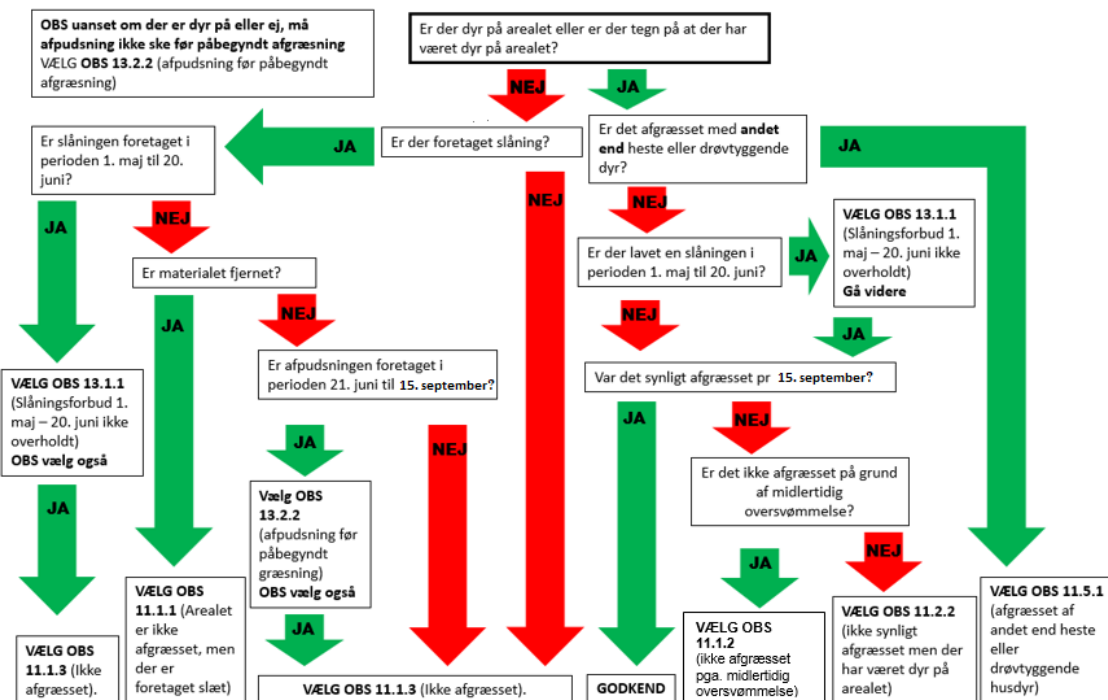 OBS uanset om der er dyr på eller ej, må
afpudsning ikke ske før påbegyndt afgræsning
VÆLG OBS 13.2.2 (afpudsning før påbegyndt
afgræsning)
Er der dyr på arealet eller er der tegn på at der har
været dyr på arealet?
NEJ
JA
Er slåningen foretaget i
perioden 1. maj til 20.
juni?
JA
Er der foretaget slåning?
Er det afgræsset med andet
end heste eller drøvtyggende
dyr?
JA
JA
NEJ
NEJ
NEJ
VÆLG OBS 13.1.1
(Slåningsforbud 1.
maj – 20. juni ikke
overholdt)
Gå videre
Er der lavet en slåningen i
perioden 1. maj til 20. juni?
JA
Er materialet fjernet?
JA
NEJ
NEJ
JA
Er afpudsningen foretaget i
perioden 21. juni til 15. september?
Var det synligt afgræsset pr 15. september?
VÆLG OBS 13.1.1
(Slåningsforbud 1.
maj – 20. juni ikke
overholdt)
OBS vælg også
JA
NEJ
JA
NEJ
Er det ikke afgræsset på grund
af midlertidig
oversvømmelse?
Vælg OBS
13.2.2
(afpudsning før
påbegyndt
græsning)
OBS vælg også
JA
JA
NEJ
JA
VÆLG OBS
11.1.3 (Ikke
afgræsset).
VÆLG OBS
11.1.1 (Arealet
er ikke
afgræsset, men
der er
foretaget slæt)
VÆLG OBS 11.1.3 (Ikke afgræsset).
GODKEND
VÆLG OBS
11.1.2
(ikke afgræsset
pga. midlertidig
oversvømmelse)
VÆLG OBS 11.2.2
(ikke synligt
afgræsset men der
har været dyr på
arealet)
VÆLG OBS 11.5.1
(afgræsset af
andet end heste
eller
drøvtyggende
husdyr)